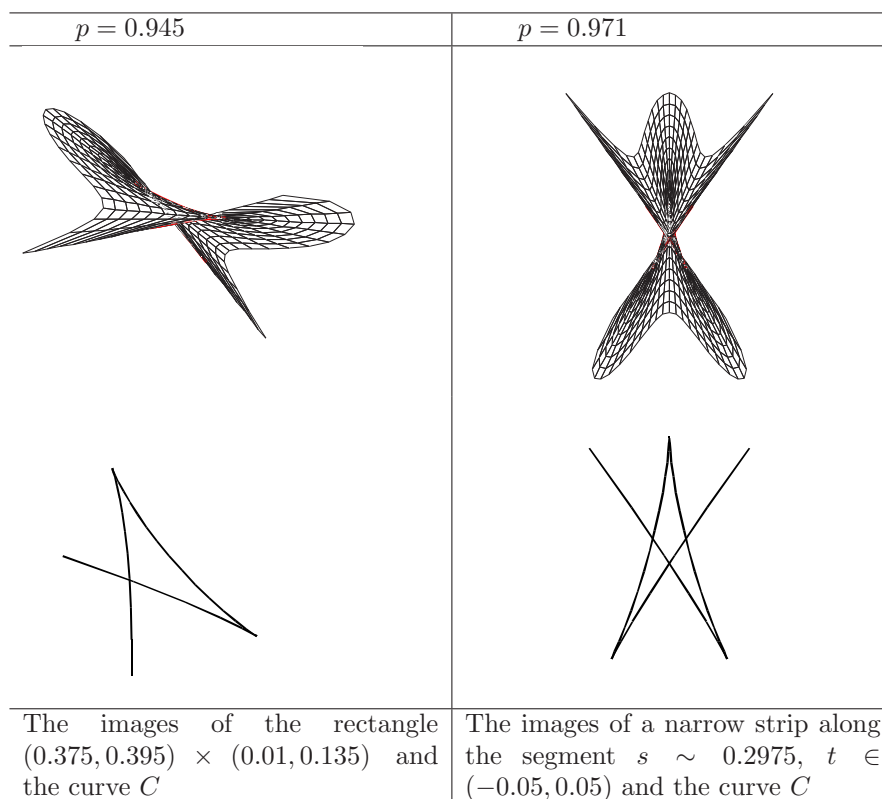 p = 0.945
p = 0.971
The images of the rectangle
(0.375, 0.395) × (0.01, 0.135) and
the curve C
The images of a narrow strip along
the segment s ∼ 0.2975, t ∈
(−0.05, 0.05) and the curve C